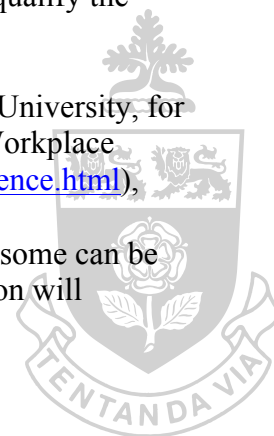 qualify the
University, for
Workplace
ence.html),
some can be
on will
TENTANDA VIA